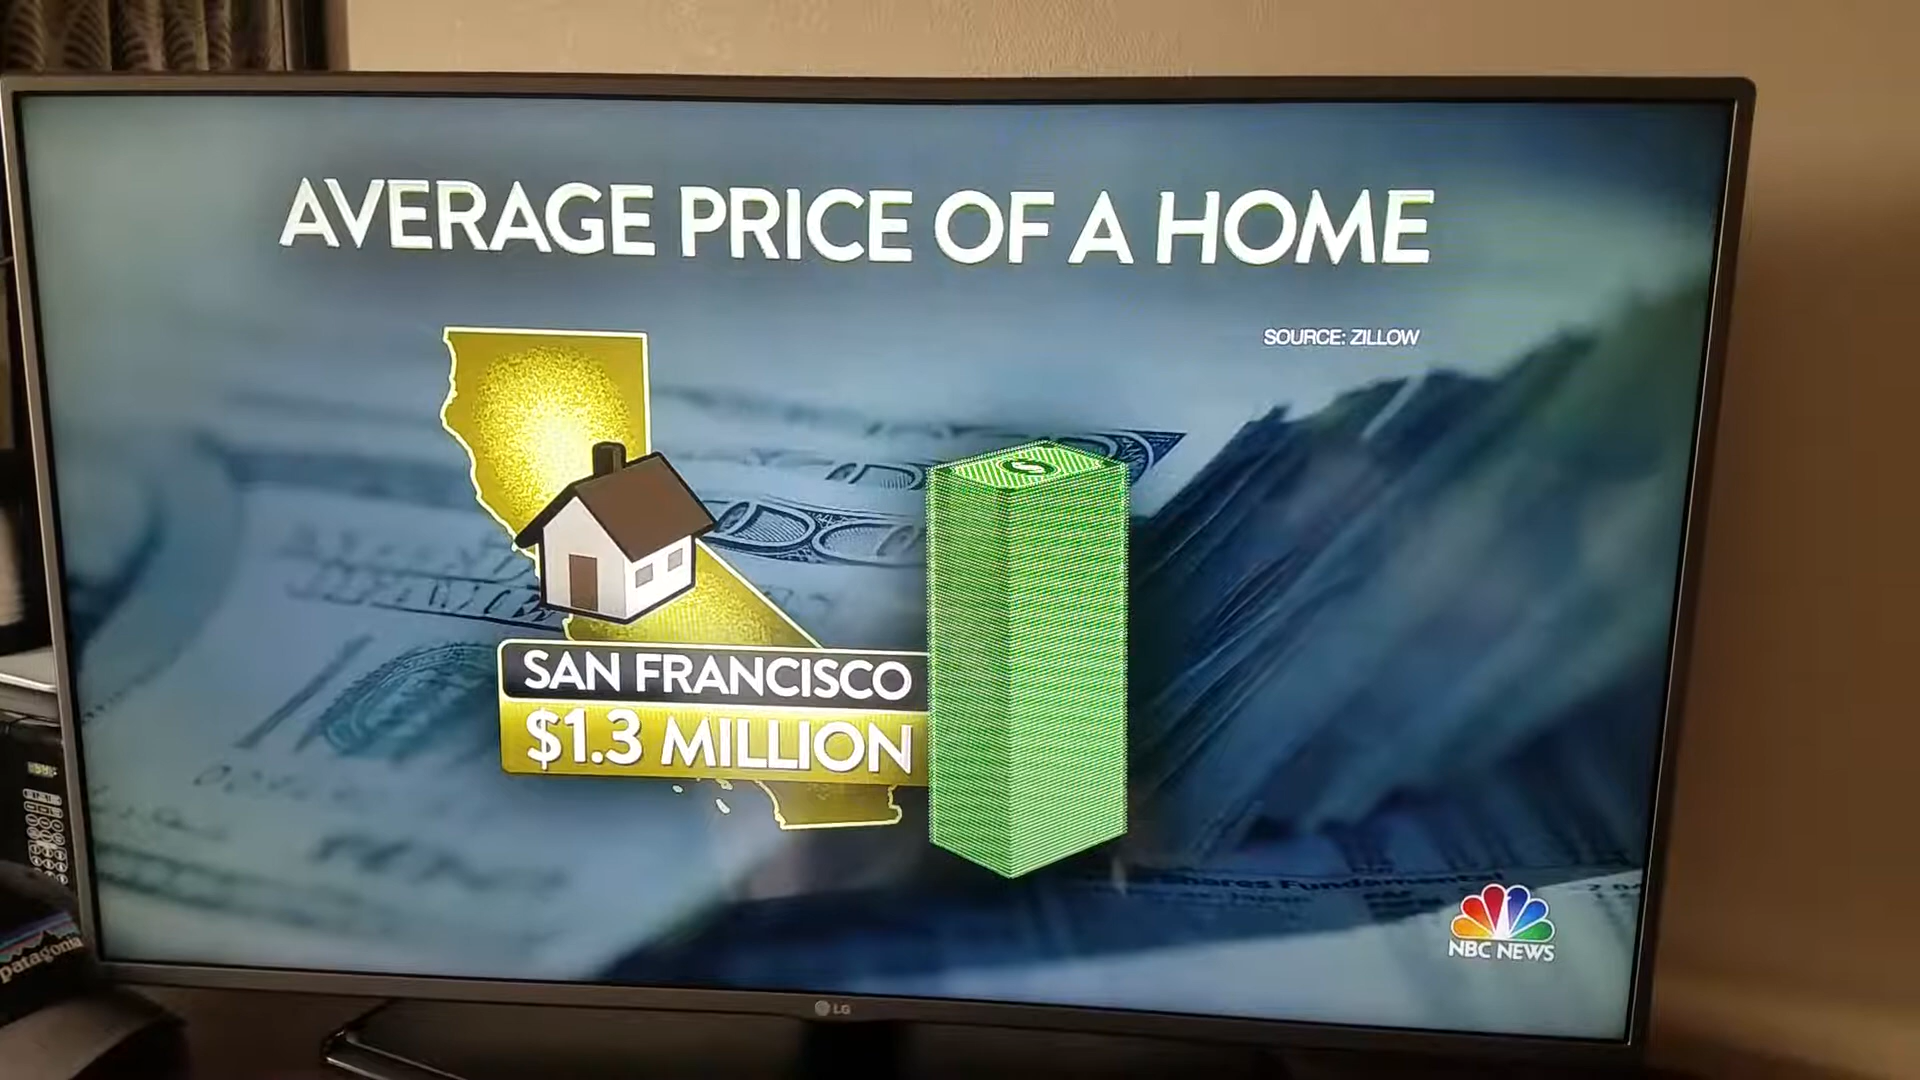 AVERAGE PRICE OF A HOME
SOURCE: ZILLOW
SAN FRANCISCO
$1.3 MILLION
NBC NEWS
patagonia
LG